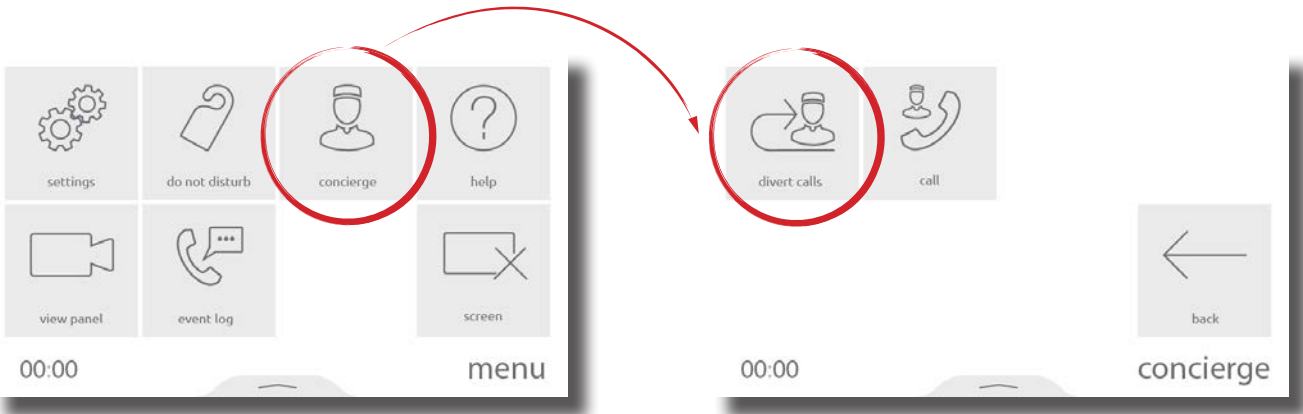 settings
do not disturb
concierge
help
view panel
event log
screen
00:00
menu
divert calls
call
back
00:00
concierge